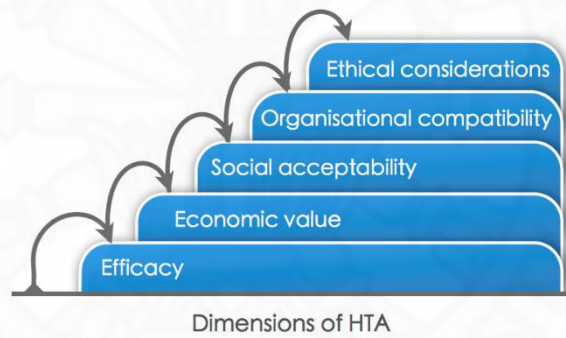 Ethical considerations
Organisational compatibility
Social acceptability
Economic value
Efficacy
Dimensions of HTA